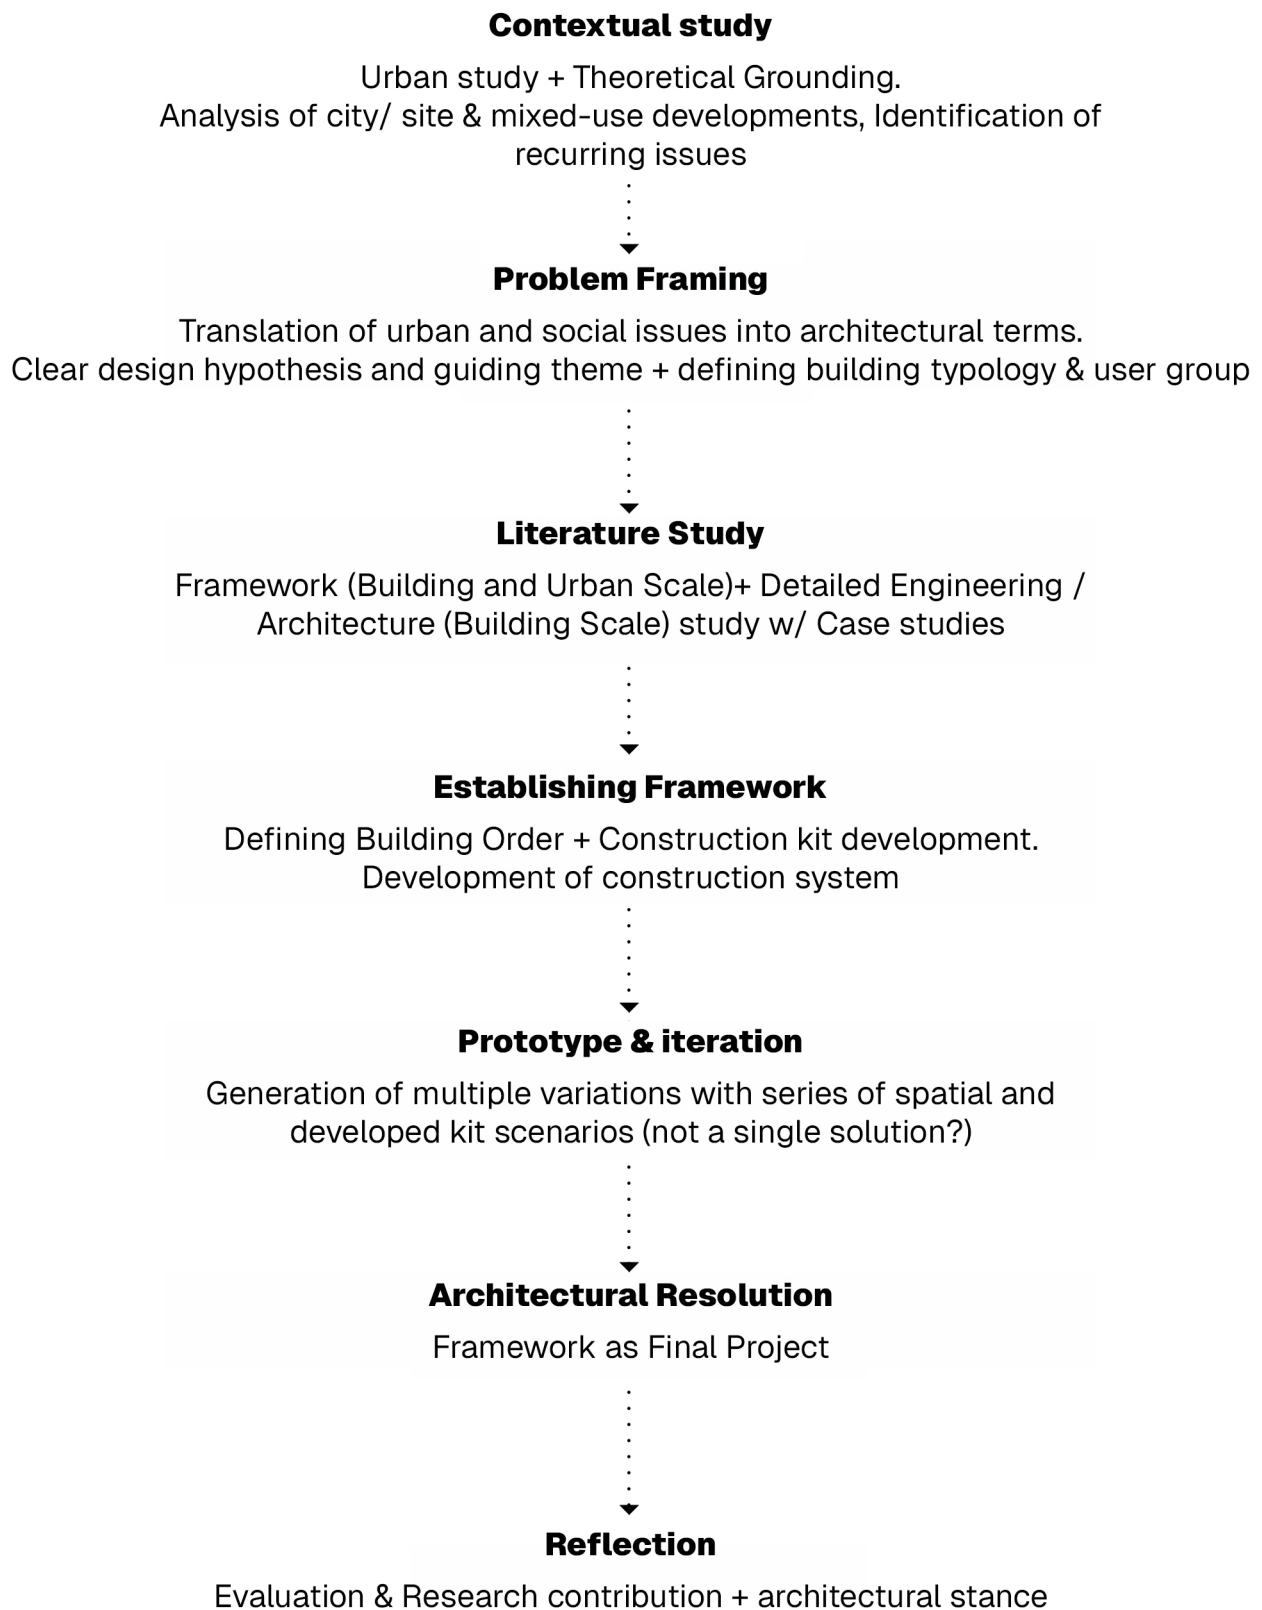 Contextual study
Urban study + Theoretical Grounding.
Analysis of city/ site & mixed-use developments, Identification of
recurring issues
Problem Framing
Translation of urban and social issues into architectural terms.
Clear design hypothesis and guiding theme + defining building typology & user group
Literature Study
Framework (Building and Urban Scale)+ Detailed Engineering /
Architecture (Building Scale) study w/ Case studies
Establishing Framework
Defining Building Order + Construction kit development.
Development of construction system
Prototype & iteration
Generation of multiple variations with series of spatial and
developed kit scenarios (not a single solution?)
Architectural Resolution
Framework as Final Project
Reflection
Evaluation & Research contribution + architectural stance